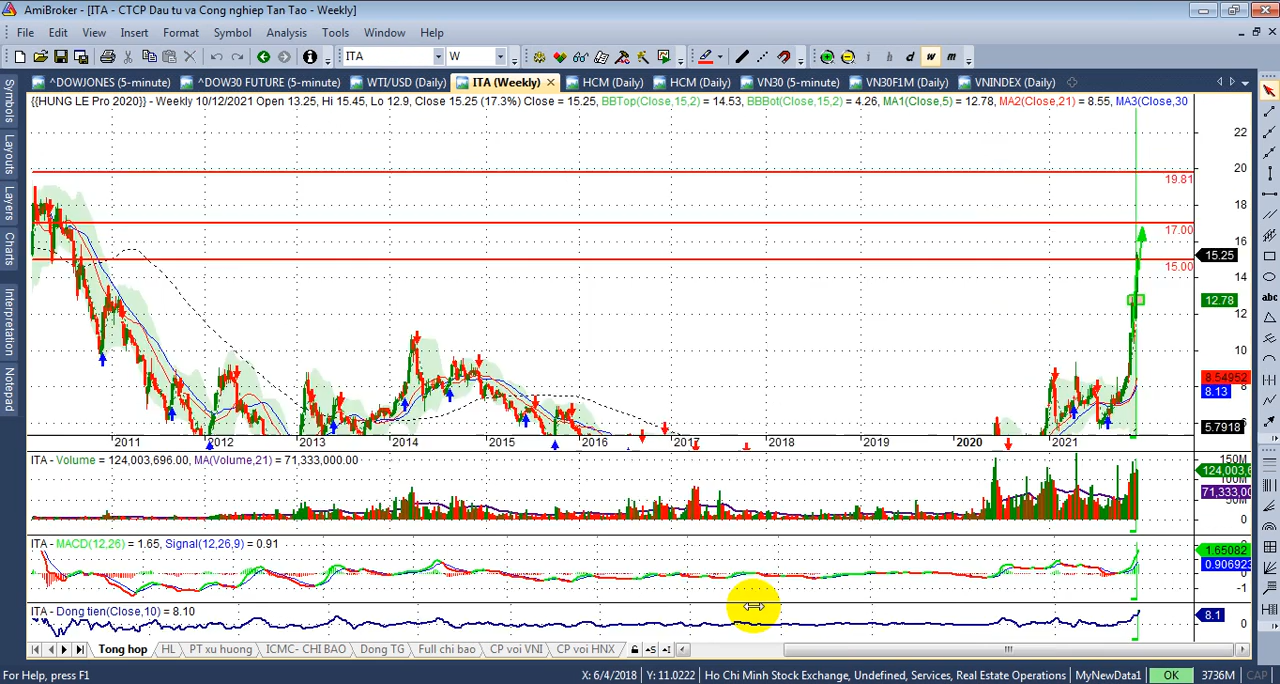 AmiBroker - [ITA - CTCP Dau tu va Cong nghiep Tan Tao - Weekly]
File Edit View Insert Format Symbol Analysis Tools Window Help
ITA W h i d w m
^DOWJONES (5-minute) ^DOW30 FUTURE (5-minute) WTI/USD (Daily) ITA (Weekly) HCM (Daily) HCM (Daily) VN30 (5-minute) VN30F1M (Daily) VNINDEX (Daily)
{{HUNG LE Pro 2020}} - Weekly 10/12/2021 Open 13.25, Hi 15.45, Lo 12.9, Close 15.25 (17.3%) Close = 15.25, BBTop(Close,15,2) = 14.53, BBBot(Close,15,2) = 4.26, MA1(Close,5) = 12.78, MA2(Close,21) = 8.55, MA3(Close,30
Symbols
Layouts
Layers
Charts
Interpretation
Notepad
abc
22
20
19.81
18
17.00
16
15.25
15.00
14
12.78
12
10
8.54952
8
8.13
5.7918
2011 2012 2013 2014 2015 2016 2017 2018 2019 2020 2021
ITA - Volume = 124,003,696.00, MA(Volume,21) = 71,333,000.00
150M
124,003,6
100M
71,333,00
0
ITA - MACD(12,26) = 1.65, Signal(12,26,9) = 0.91
1.65082
0.906923
0
-1
ITA - Dong tien(Close,10) = 8.10
8.1
0
Tong hop HL PT xu huong ICMC- CHI BAO Dong TG Full chi bao CP voi VNI CP voi HNX
For Help, press F1 X: 6/4/2018 Y: 11.0222 Ho Chi Minh Stock Exchange, Undefined, Services, Real Estate Operations MyNewData1 OK 3736M CAP